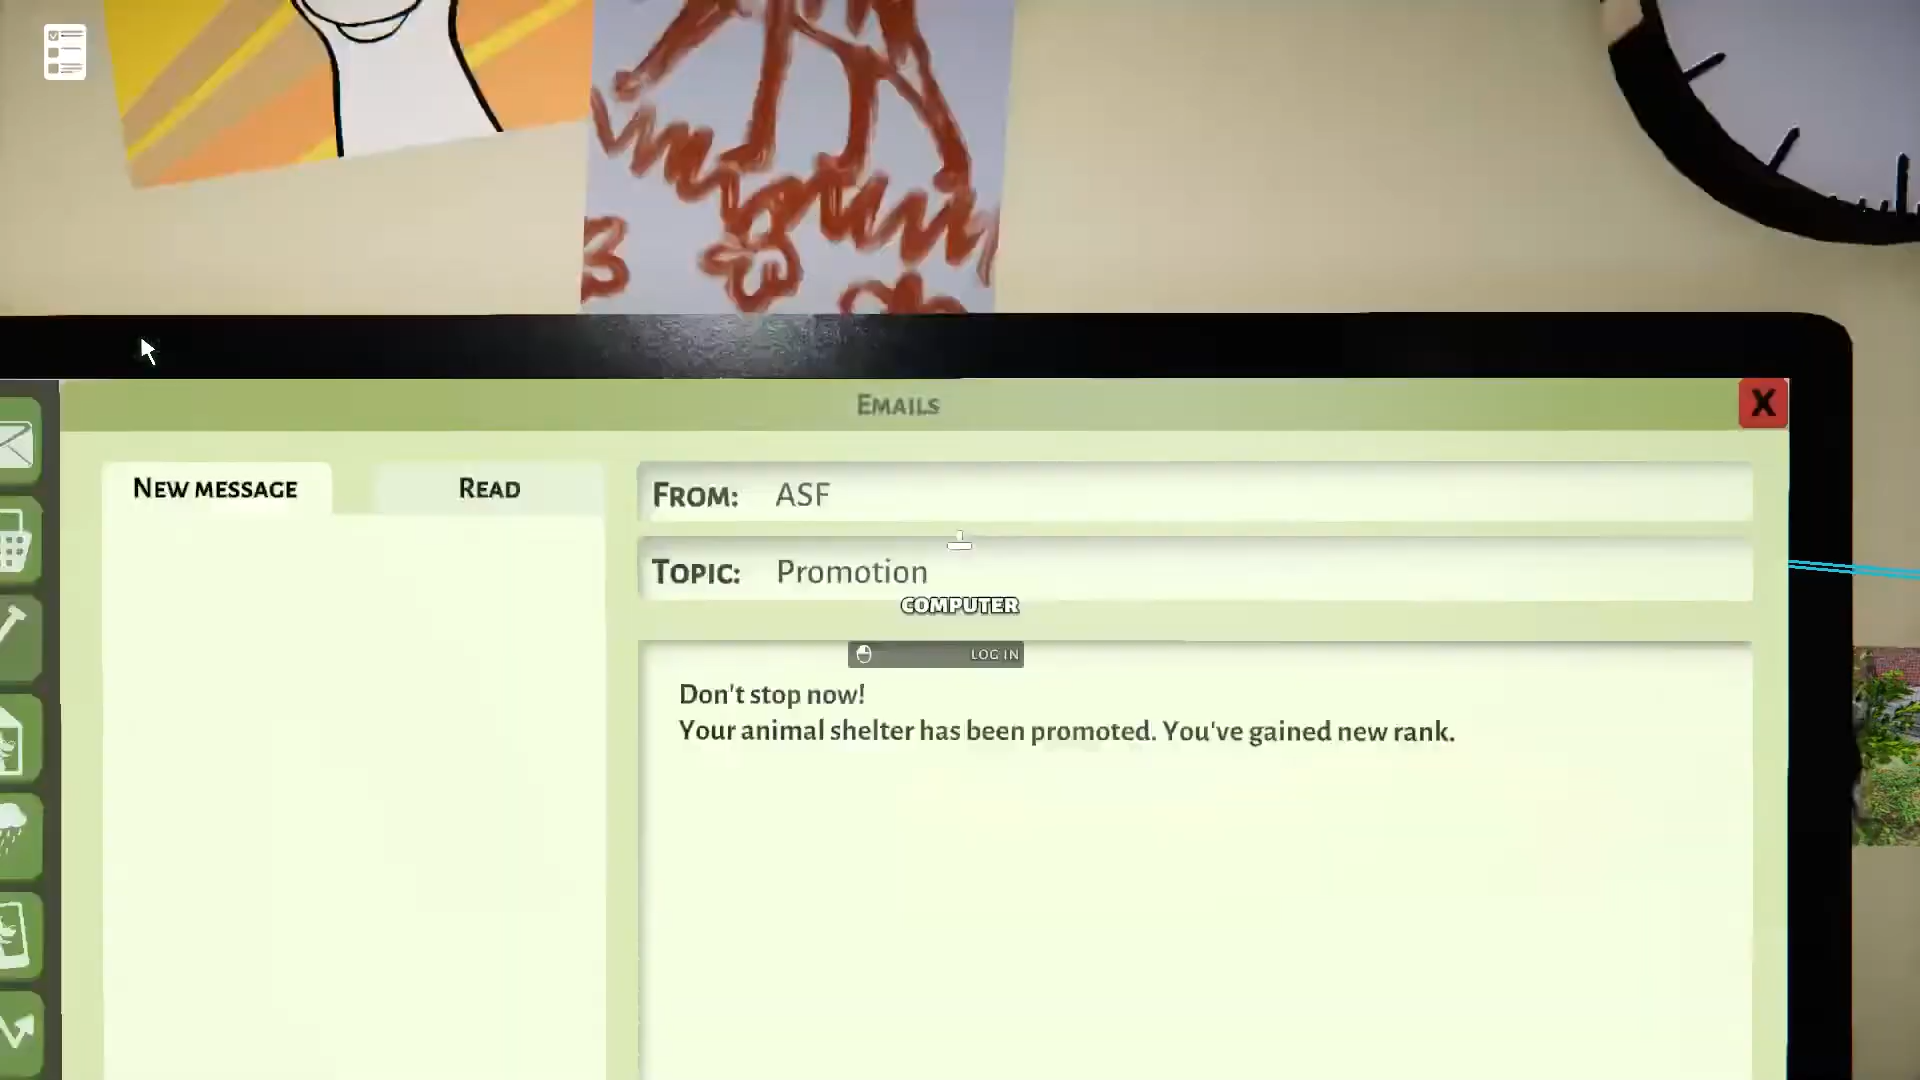 EMAILS
NEW MESSAGE
READ
FROM: ASF
TOPIC: Promotion
COMPUTER
LOG IN
Don't stop now!
Your animal shelter has been promoted. You've gained new rank.
X